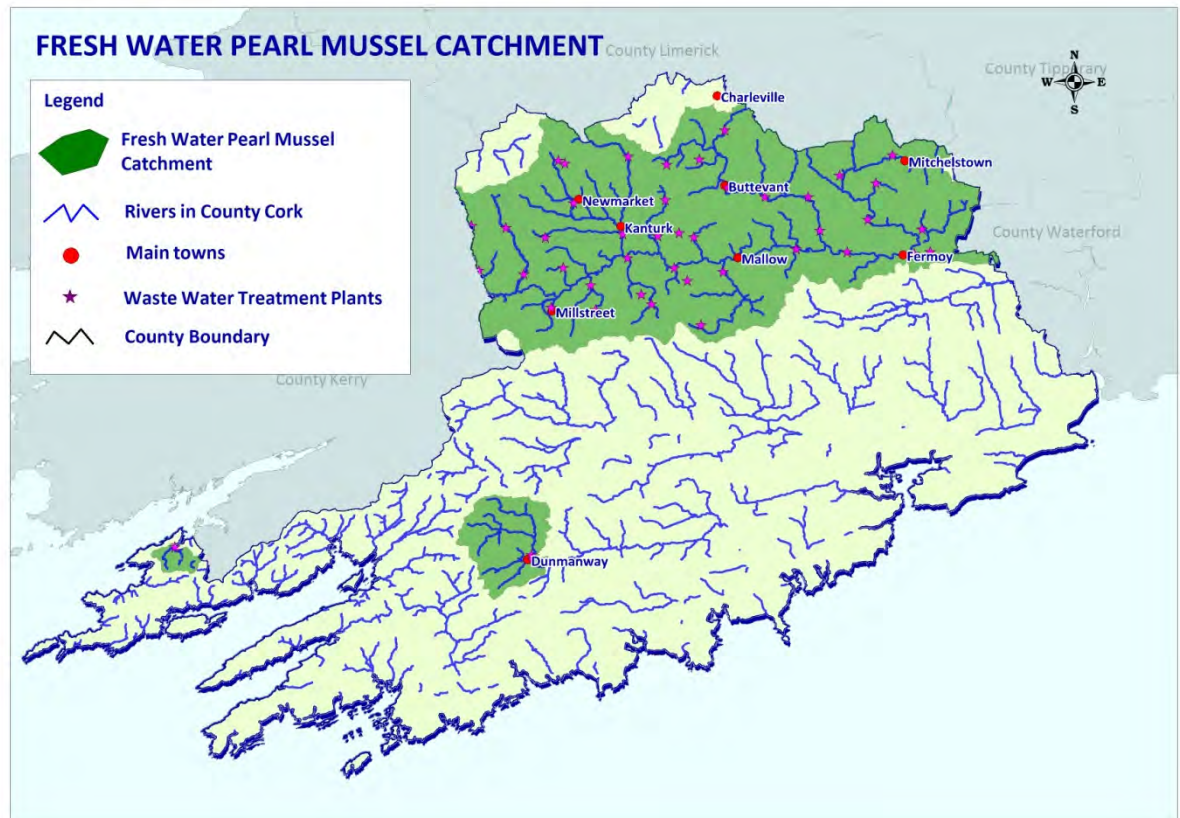 FRESH WATER PEARL MUSSEL CATCHMENT
County Limerick
County Tipperary
N
W
E
S
Legend
Fresh Water Pearl Mussel
Catchment
Rivers in County Cork
Main towns
Waste Water Treatment Plants
County Boundary
Charleville
Mitchelstown
Buttevant
Newmarket
Kanturk
County Waterford
Mallow
Fermoy
Millstreet
County Kerry
Dunmanway